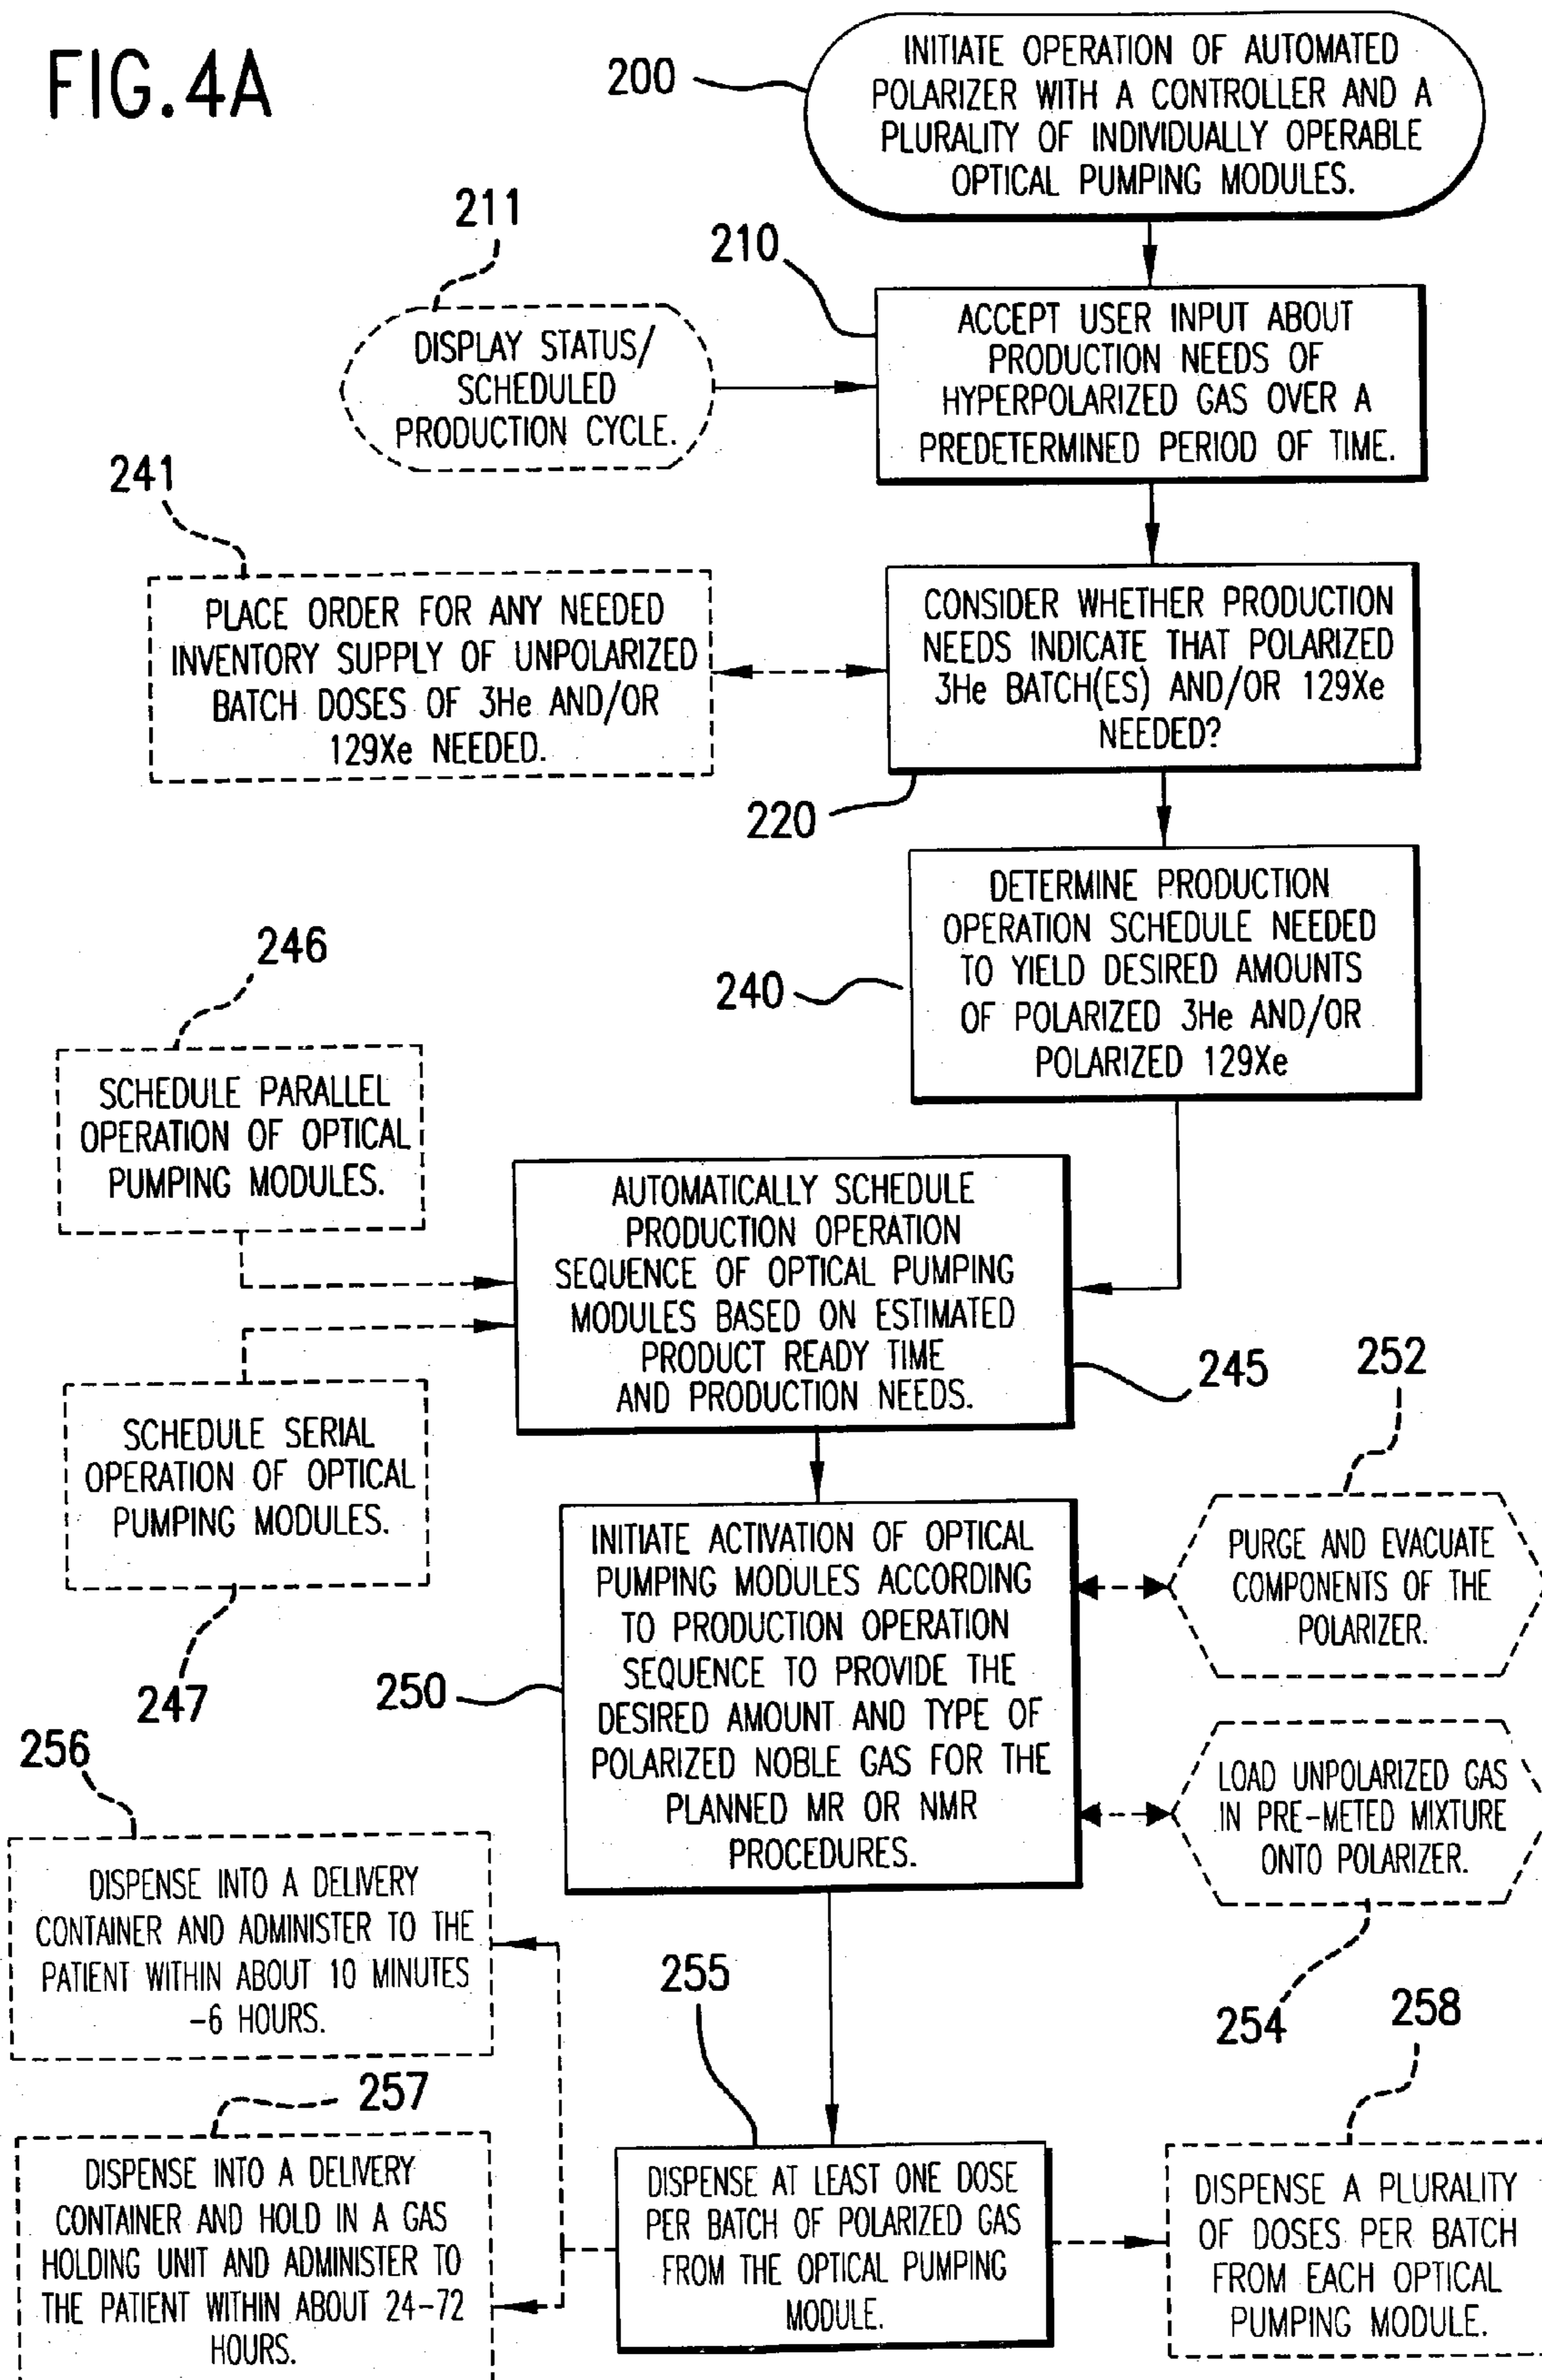 FIG.4A
200
INITIATE OPERATION OF AUTOMATED
POLARIZER WITH A CONTROLLER AND A
PLURALITY OF INDIVIDUALLY OPERABLE
OPTICAL PUMPING MODULES.
211
DISPLAY STATUS/
SCHEDULED
PRODUCTION CYCLE.
210
ACCEPT USER INPUT ABOUT
PRODUCTION NEEDS OF
HYPERPOLARIZED GAS OVER A
PREDETERMINED PERIOD OF TIME.
241
PLACE ORDER FOR ANY NEEDED
INVENTORY SUPPLY OF UNPOLARIZED
BATCH DOSES OF 3He AND/OR
129Xe NEEDED.
CONSIDER WHETHER PRODUCTION
NEEDS INDICATE THAT POLARIZED
3He BATCH(ES) AND/OR 129Xe
NEEDED?
220
240
DETERMINE PRODUCTION
OPERATION SCHEDULE NEEDED
TO YIELD DESIRED AMOUNTS
OF POLARIZED 3He AND/OR
POLARIZED 129Xe
246
SCHEDULE PARALLEL
OPERATION OF OPTICAL
PUMPING MODULES.
AUTOMATICALLY SCHEDULE
PRODUCTION OPERATION
SEQUENCE OF OPTICAL PUMPING
MODULES BASED ON ESTIMATED
PRODUCT READY TIME
AND PRODUCTION NEEDS.
245
SCHEDULE SERIAL
OPERATION OF OPTICAL
PUMPING MODULES.
247
252
PURGE AND EVACUATE
COMPONENTS OF THE
POLARIZER.
250
INITIATE ACTIVATION OF OPTICAL
PUMPING MODULES ACCORDING
TO PRODUCTION OPERATION
SEQUENCE TO PROVIDE THE
DESIRED AMOUNT AND TYPE OF
POLARIZED NOBLE GAS FOR THE
PLANNED MR OR NMR
PROCEDURES.
LOAD UNPOLARIZED GAS
IN PRE-METED MIXTURE
ONTO POLARIZER.
254
256
DISPENSE INTO A DELIVERY
CONTAINER AND ADMINISTER TO THE
PATIENT WITHIN ABOUT 10 MINUTES
-6 HOURS.
257
DISPENSE INTO A DELIVERY
CONTAINER AND HOLD IN A GAS
HOLDING UNIT AND ADMINISTER TO
THE PATIENT WITHIN ABOUT 24-72
HOURS.
255
DISPENSE AT LEAST ONE DOSE
PER BATCH OF POLARIZED GAS
FROM THE OPTICAL PUMPING
MODULE.
258
DISPENSE A PLURALITY
OF DOSES PER BATCH
FROM EACH OPTICAL
PUMPING MODULE.